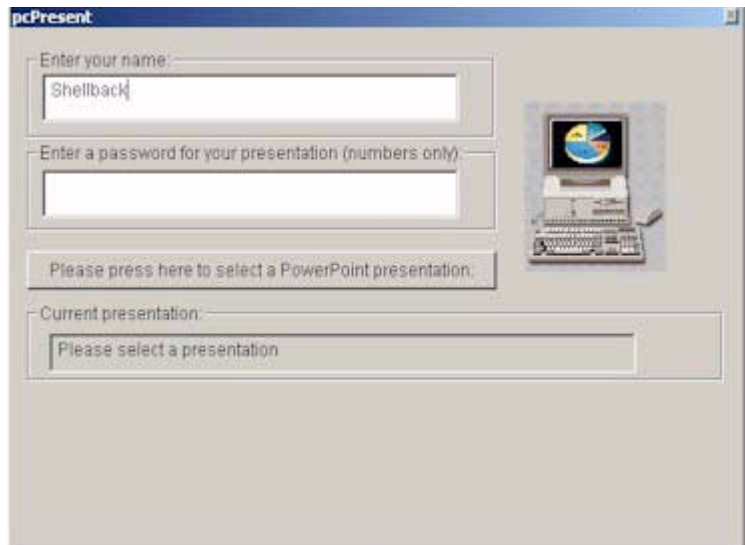 pcPresent
Enter your name:
Shellback
Enter a password for your presentation (numbers only):
Please press here to select a PowerPoint presentation.
Current presentation:
Please select a presentation